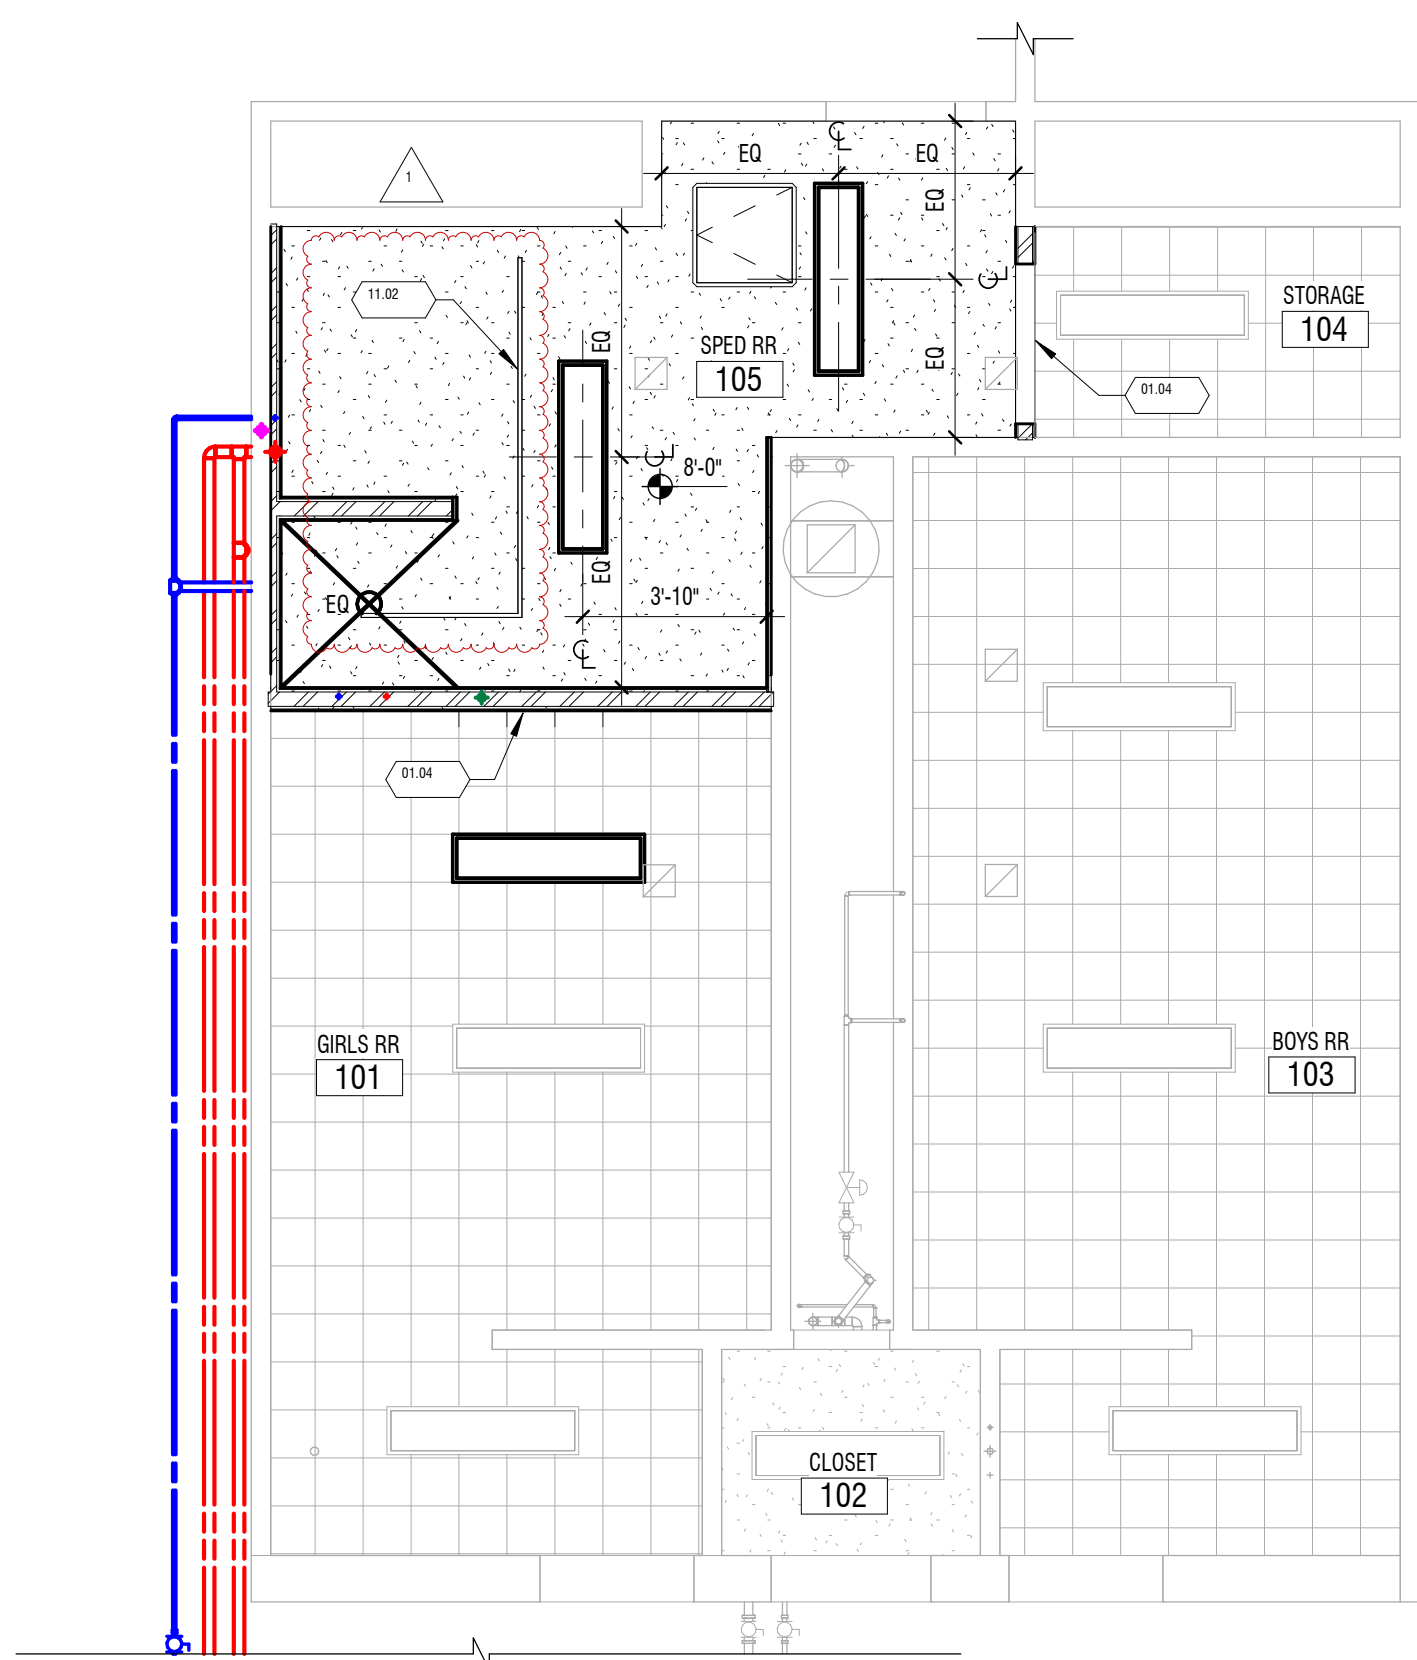 EQ
EQ
1
EQ
11.02
STORAGE
104
EQ
SPED RR
105
EQ
01.04
8'-0"
EQ
3'-10"
EQ
01.04
GIRLS RR
101
BOYS RR
103
CLOSET
102